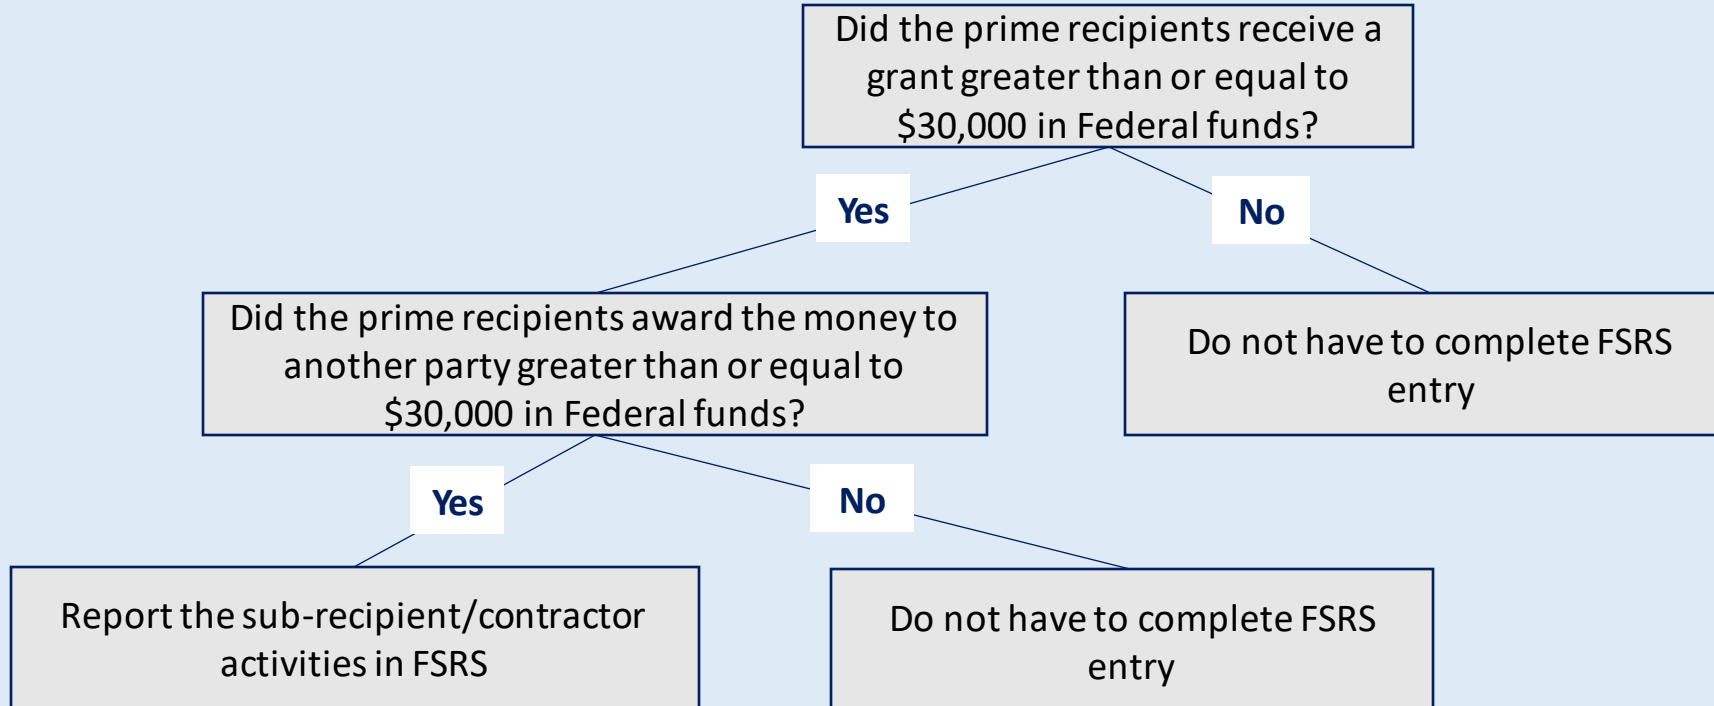 Did the prime recipients receive a
grant greater than or equal to
$30,000 in Federal funds?
Yes
No
Did the prime recipients award the money to
another party greater than or equal to
$30,000 in Federal funds?
Do not have to complete FSRS
entry
Yes
No
Report the sub-recipient/contractor
activities in FSRS
Do not have to complete FSRS
entry